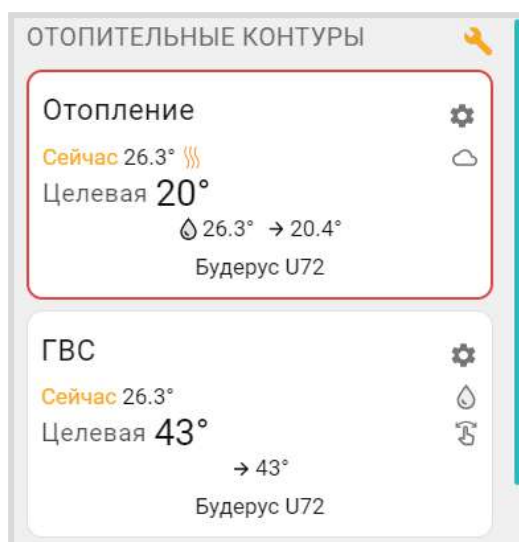 ОТОПИТЕЛЬНЫЕ КОНТУРЫ
Отопление
Сейчас 26.3°
Целевая 20°
26.3° → 20.4°
Будерус U72
ГВС
Сейчас 26.3°
Целевая 43°
→ 43°
Будерус U72